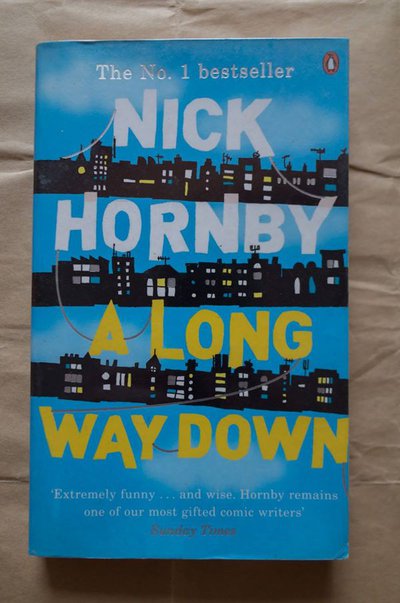 The No. 1 bestseller
NICK
HORNBY
A LONG
WAY DOWN
'Extremely funny . . . and wise. Hornby remains
one of our most gifted comic writers'
Sunday Times